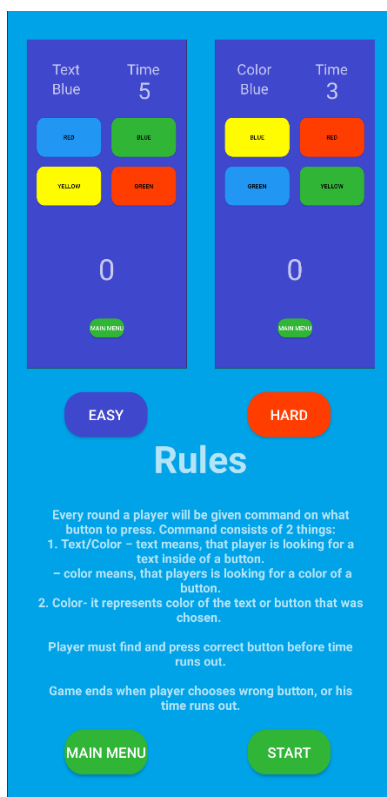 Text Time
Blue 5
RED BLUE
YELLOW GREEN
0
MAIN MENU
Color Time
Blue 3
BLUE RED
GREEN YELLOW
0
MAIN MENU
EASY HARD
Rules
Every round a player will be given command on what
button to press. Command consists of 2 things:
1. Text/Color – text means, that player is looking for a
text inside of a button.
– color means, that players is looking for a color of a
button.
2. Color- it represents color of the text or button that was
chosen.
Player must find and press correct button before time
runs out.
Game ends when player chooses wrong button, or his
time runs out.
MAIN MENU START